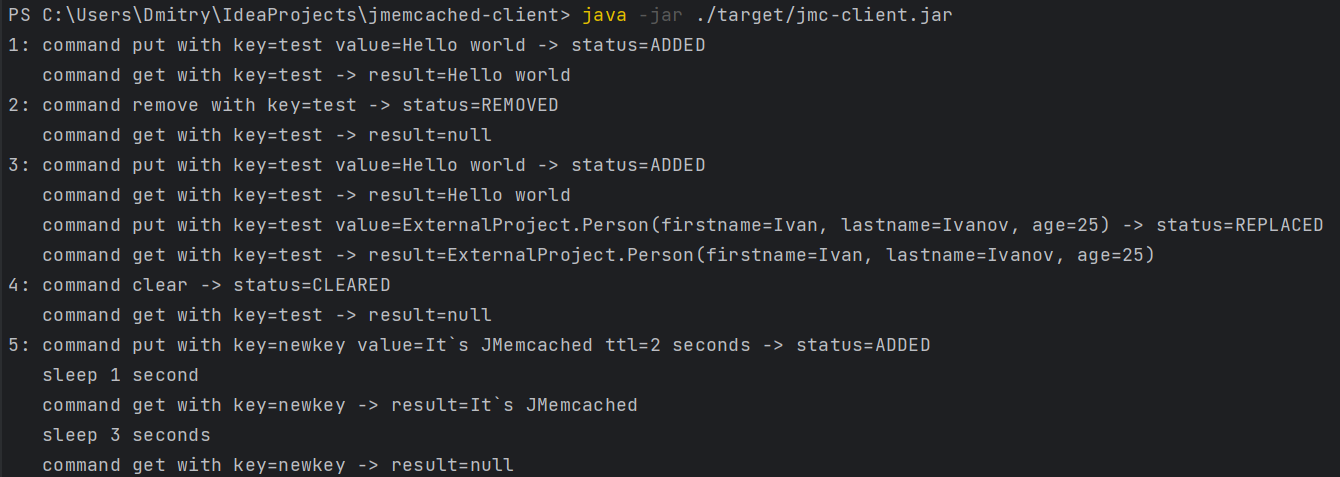 PS C:\Users\Dmitry\IdeaProjects\jmemcached-client> java -jar ./target/jmc-client.jar
1: command put with key=test value=Hello world -> status=ADDED
   command get with key=test -> result=Hello world
2: command remove with key=test -> status=REMOVED
   command get with key=test -> result=null
3: command put with key=test value=Hello world -> status=ADDED
   command get with key=test -> result=Hello world
   command put with key=test value=ExternalProject.Person(firstname=Ivan, lastname=Ivanov, age=25) -> status=REPLACED
   command get with key=test -> result=ExternalProject.Person(firstname=Ivan, lastname=Ivanov, age=25)
4: command clear -> status=CLEARED
   command get with key=test -> result=null
5: command put with key=newkey value=It`s JMemcached ttl=2 seconds -> status=ADDED
   sleep 1 second
   command get with key=newkey -> result=It`s JMemcached
   sleep 3 seconds
   command get with key=newkey -> result=null